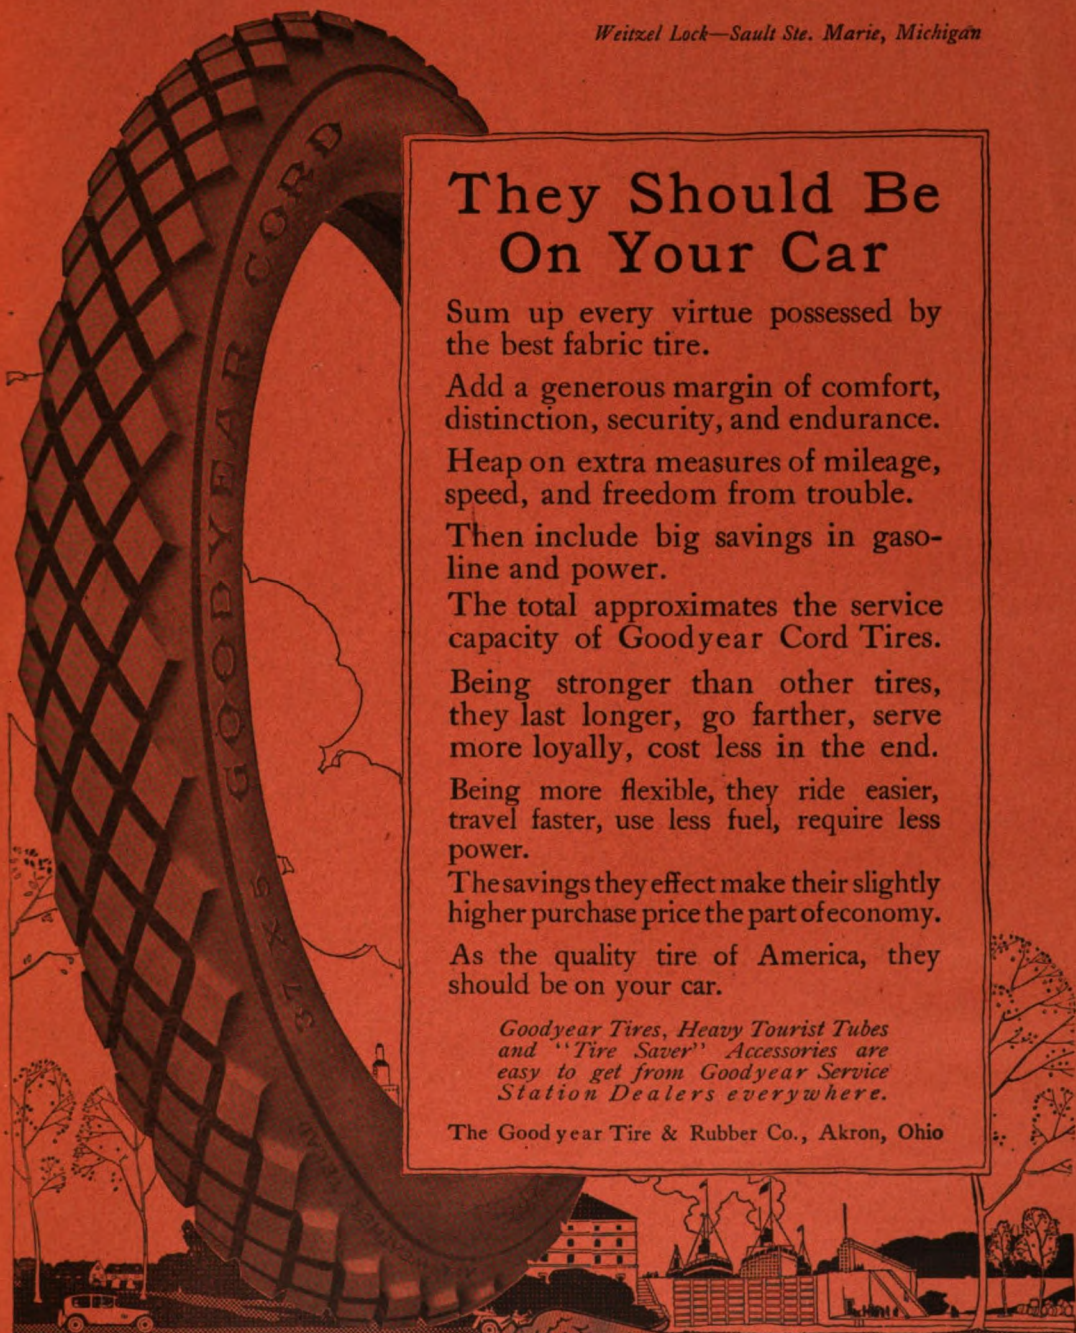 Weitzel Lock—Sault Ste. Marie, Michigan
GOODYEAR CORD
37 X 5
They Should Be
On Your Car
Sum up every virtue possessed by
the best fabric tire.
Add a generous margin of comfort,
distinction, security, and endurance.
Heap on extra measures of mileage,
speed, and freedom from trouble.
Then include big savings in gaso-
line and power.
The total approximates the service
capacity of Goodyear Cord Tires.
Being stronger than other tires,
they last longer, go farther, serve
more loyally, cost less in the end.
Being more flexible, they ride easier,
travel faster, use less fuel, require less
power.
The savings they effect make their slightly
higher purchase price the part of economy.
As the quality tire of America, they
should be on your car.
Goodyear Tires, Heavy Tourist Tubes
and "Tire Saver" Accessories are
easy to get from Goodyear Service
Station Dealers everywhere.
The Goodyear Tire & Rubber Co., Akron, Ohio